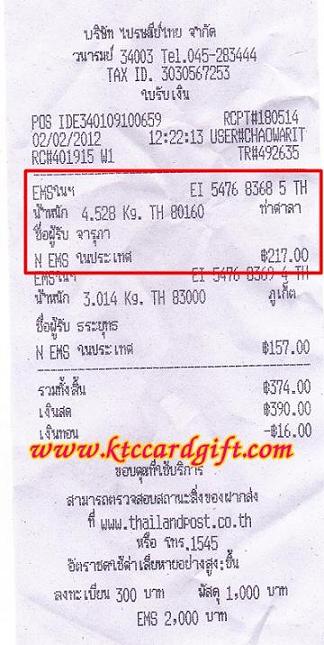 บริษัท ไปรษณีย์ไทย จำกัด
วนารมย์ 34003 Tel.045-283444
TAX ID. 3030567253
ใบรับเงิน
POS IDE340109100659 RCPT#180514
02/02/2012 12:22:13 USER#CHAOWARIT
RC#401915 W1 TR#492635
EMSในฯ EI 5476 8368 5 TH
น้ำหนัก 4.528 Kg. TH 80160 ท่าศาลา
ชื่อผู้รับ จารุภา
N EMS ในประเทศ ฿217.00
EMSในฯ EI 5476 8369 4 TH
น้ำหนัก 3.014 Kg. TH 83000 ภูเก็ต
ชื่อผู้รับ ธระยุทธ
N EMS ในประเทศ ฿157.00
รวมทั้งสิ้น ฿374.00
เงินสด ฿390.00
เงินทอน -฿16.00
www.ktccardgift.com
ขอบคุณที่ใช้บริการ
สามารถตรวจสอบสถานะสิ่งของฝากส่ง
ที่ www.thailandpost.co.th
หรือ โทร.1545
อัตราชดใช้ค่าเสียหายอย่างสูง:ชิ้น
ลงทะเบียน 300 บาท พัสดุ 1,000 บาท
EMS 2,000 บาท